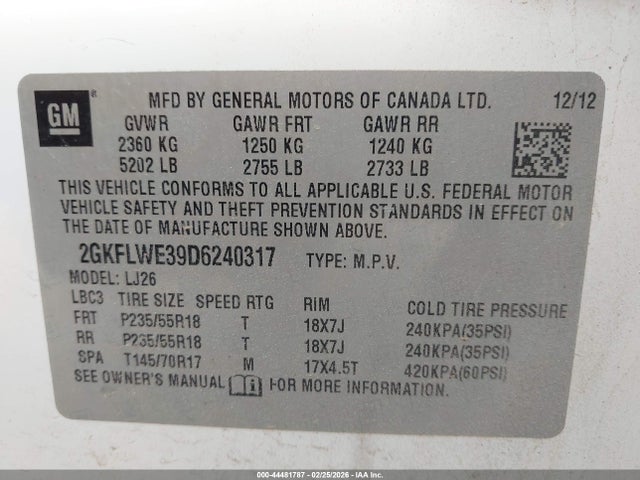 GM
MFD BY GENERAL MOTORS OF CANADA LTD. 12/12
GVWR GAWR FRT GAWR RR
2360 KG 1250 KG 1240 KG
5202 LB 2755 LB 2733 LB
THIS VEHICLE CONFORMS TO ALL APPLICABLE U.S. FEDERAL MOTOR
VEHICLE SAFETY AND THEFT PREVENTION STANDARDS IN EFFECT ON
THE DATE OF MANUFACTURE SHOWN ABOVE.
2GKFLWE39D6240317 TYPE: M.P.V.
MODEL: LJ26
LBC3 TIRE SIZE SPEED RTG RIM COLD TIRE PRESSURE
FRT P235/55R18 T 18X7J 240KPA(35PSI)
RR P235/55R18 T 18X7J 240KPA(35PSI)
SPA T145/70R17 M 17X4.5T 420KPA(60PSI)
SEE OWNER'S MANUAL FOR MORE INFORMATION.
000-44481787 - 02/25/2026 - IAAI.com